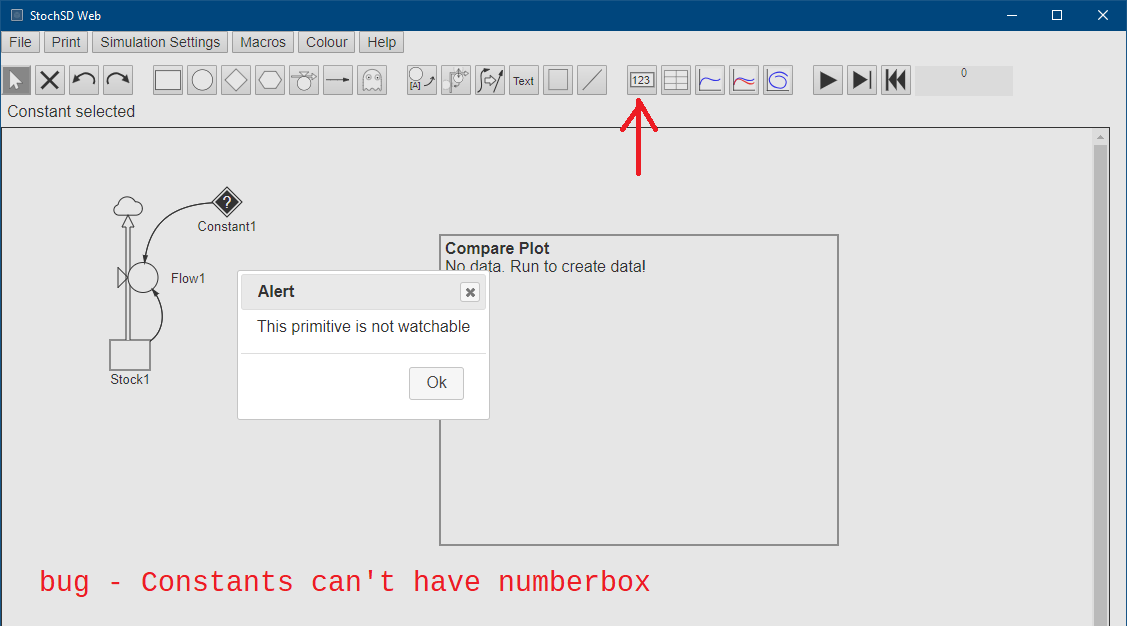 StochSD Web
File Print Simulation Settings Macros Colour Help
[A] Text 123 0
Constant selected
?
Constant1
Flow1
Stock1
Compare Plot
No data. Run to create data!
Alert
This primitive is not watchable
Ok
bug - Constants can't have numberbox